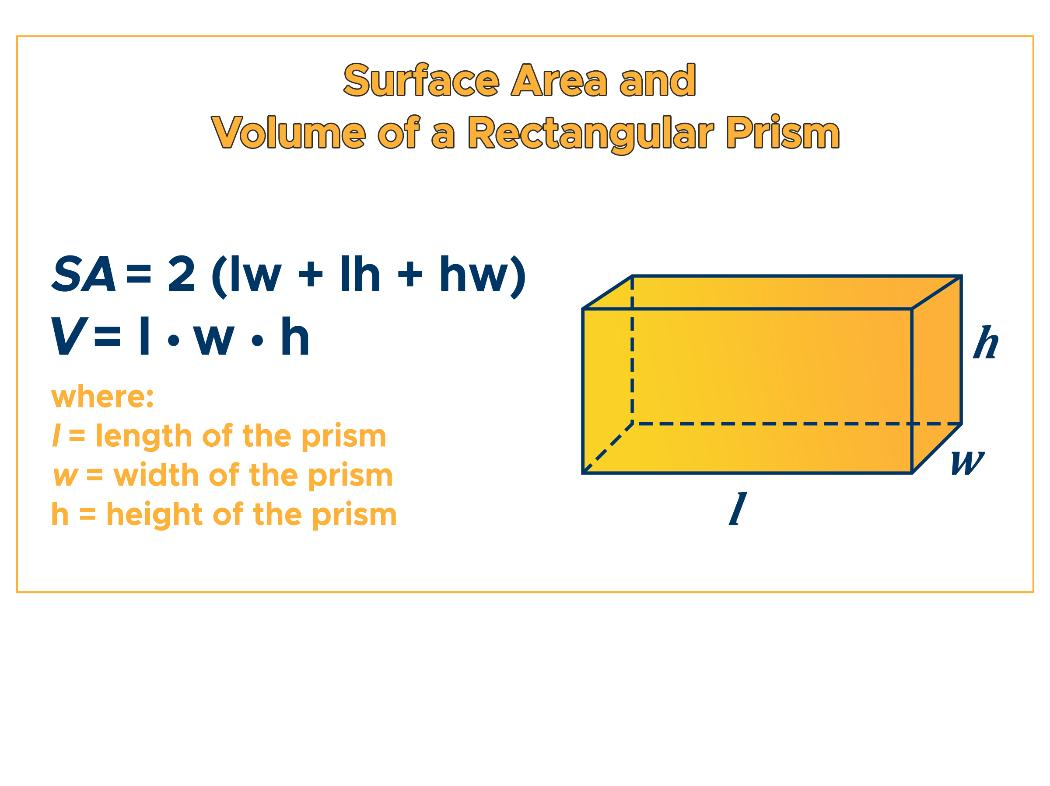 Surface Area and
Volume of a Rectangular Prism
SA = 2 (lw + lh + hw)
V = l · w · h
where:
l = length of the prism
w = width of the prism
h = height of the prism
h
w
l